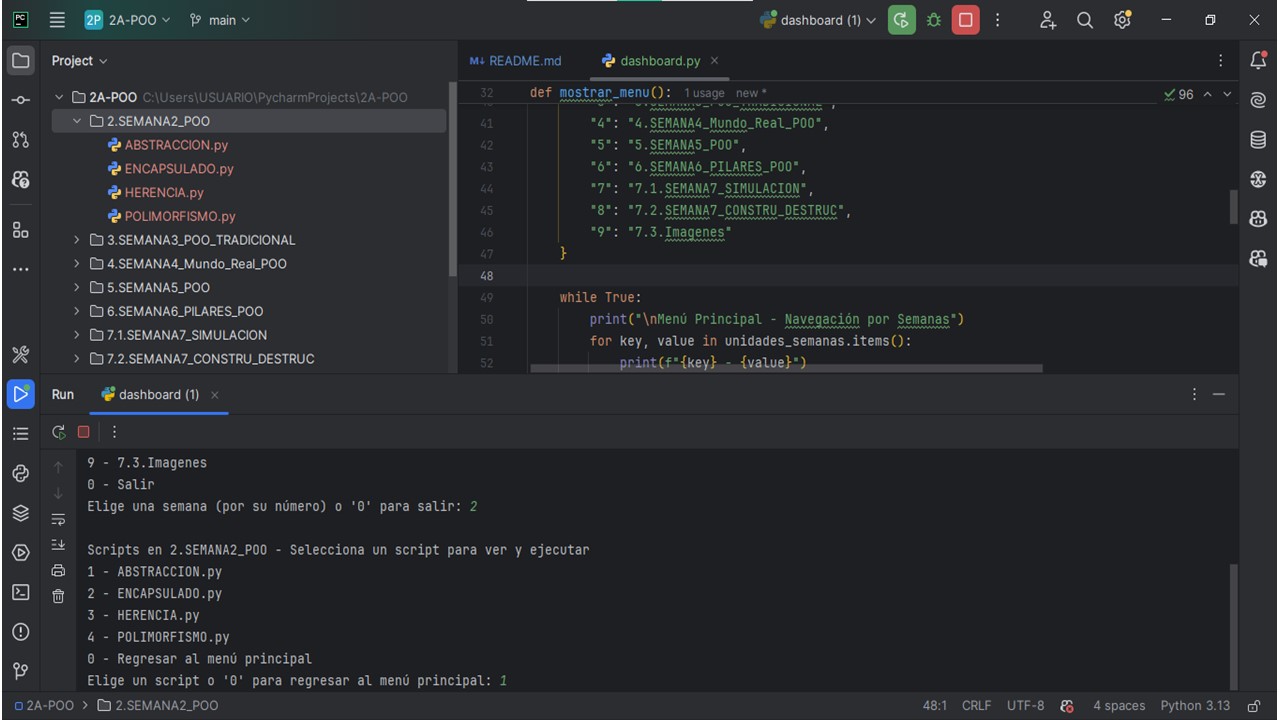 PC
2P 2A-POO main dashboard (1)
Project
README.md
dashboard.py
2A-POO C:\Users\USUARIO\PycharmProjects\2A-POO
2.SEMANA2_POO
ABSTRACCION.py
ENCAPSULADO.py
HERENCIA.py
POLIMORFISMO.py
3.SEMANA3_POO_TRADICIONAL
4.SEMANA4_Mundo_Real_POO
5.SEMANA5_POO
6.SEMANA6_PILARES_POO
7.1.SEMANA7_SIMULACION
7.2.SEMANA7_CONSTRU_DESTRUC
32 def mostrar_menu(): 1 usage new *
96
41 "4": "4.SEMANA4_Mundo_Real_POO",
42 "5": "5.SEMANA5_POO",
43 "6": "6.SEMANA6_PILARES_POO",
44 "7": "7.1.SEMANA7_SIMULACION",
45 "8": "7.2.SEMANA7_CONSTRU_DESTRUC",
46 "9": "7.3.Imagenes"
47 }
48
49 while True:
50 print("\nMenú Principal - Navegación por Semanas")
51 for key, value in unidades_semanas.items():
52 print(f"{key} - {value}")
Run dashboard (1)
9 - 7.3.Imagenes
0 - Salir
Elige una semana (por su número) o '0' para salir: 2
Scripts en 2.SEMANA2_POO - Selecciona un script para ver y ejecutar
1 - ABSTRACCION.py
2 - ENCAPSULADO.py
3 - HERENCIA.py
4 - POLIMORFISMO.py
0 - Regresar al menú principal
Elige un script o '0' para regresar al menú principal: 1
2A-POO > 2.SEMANA2_POO
48:1 CRLF UTF-8 4 spaces Python 3.13